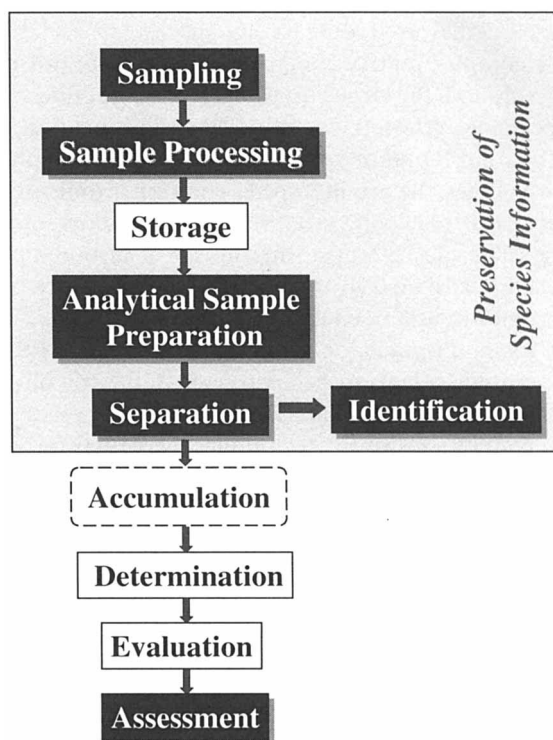 Sampling
Sample Processing
Storage
Analytical Sample
Preparation
Separation
Identification
Preservation of
Species Information
Accumulation
Determination
Evaluation
Assessment